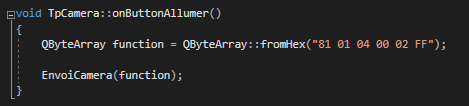 void TpCamera::onButtonAllumer()
{
QByteArray function = QByteArray::fromHex("81 01 04 00 02 FF");
EnvoiCamera(function);
}